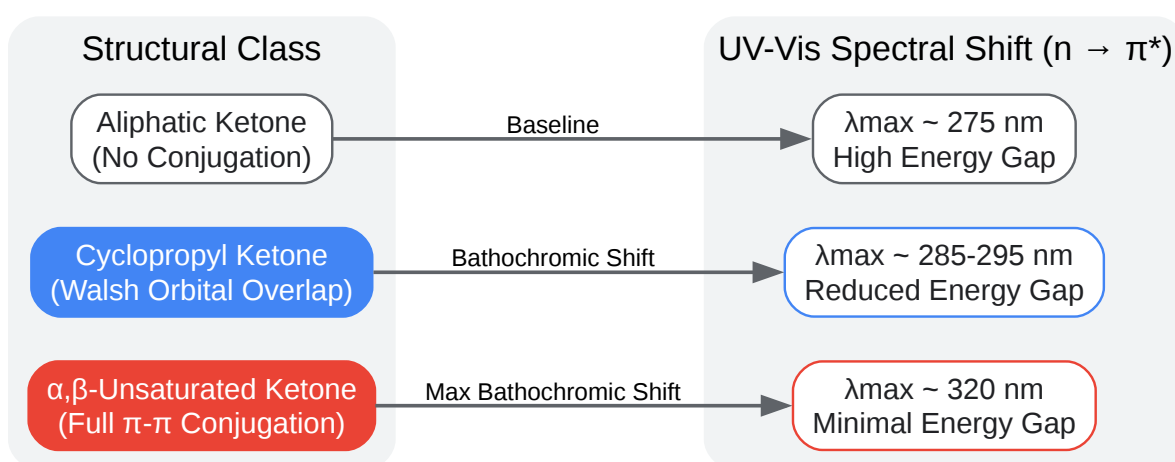 Structural Class
UV-Vis Spectral Shift (n → π*)
Aliphatic Ketone
(No Conjugation)
Baseline
λmax ~ 275 nm
High Energy Gap
Cyclopropyl Ketone
(Walsh Orbital Overlap)
Bathochromic Shift
λmax ~ 285-295 nm
Reduced Energy Gap
α,β-Unsaturated Ketone
(Full π-π Conjugation)
Max Bathochromic Shift
λmax ~ 320 nm
Minimal Energy Gap